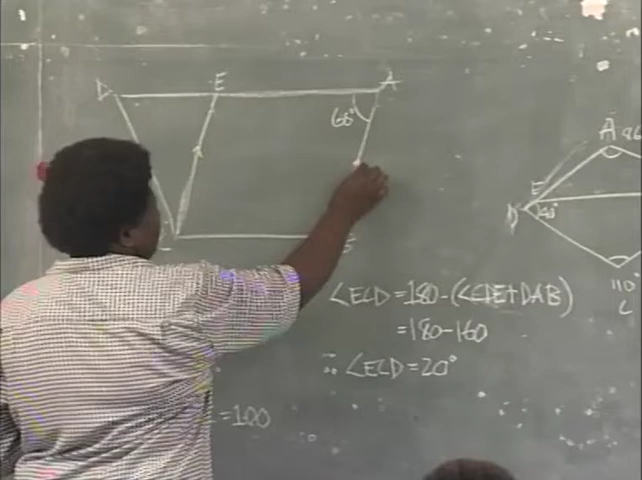 D E A
60°
A
E
D
110
C
∠ECD = 180 - (∠CDE + DAB)
= 180 - 160
∴ ∠ECD = 20°
= 100